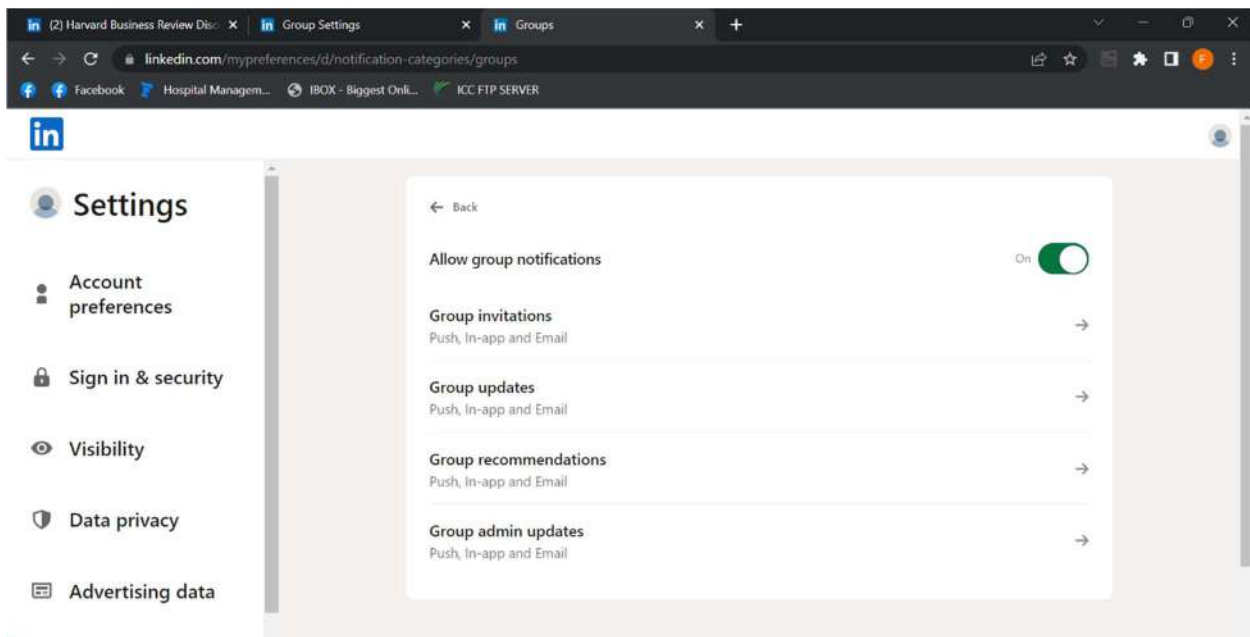 in (2) Harvard Business Review Disc
in Group Settings
in Groups
linkedin.com/mypreferences/d/notification-categories/groups
F
Facebook
Hospital Managem...
IBOX - Biggest Onli...
ICC FTP SERVER
in
Settings
Account
preferences
Sign in & security
Visibility
Data privacy
Advertising data
Back
Allow group notifications
On
Group invitations
Push, In-app and Email
Group updates
Push, In-app and Email
Group recommendations
Push, In-app and Email
Group admin updates
Push, In-app and Email